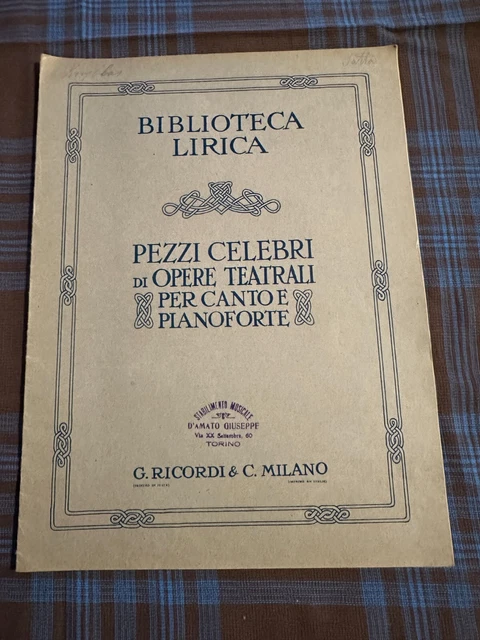 BIBLIOTECA
LIRICA
PEZZI CELEBRI
DI OPERE TEATRALI
PER CANTO E
PIANOFORTE
STABILIMENTO MUSICALE
D'AMATO GIUSEPPE
Via XX Settembre, 60
TORINO
G. RICORDI & C. MILANO